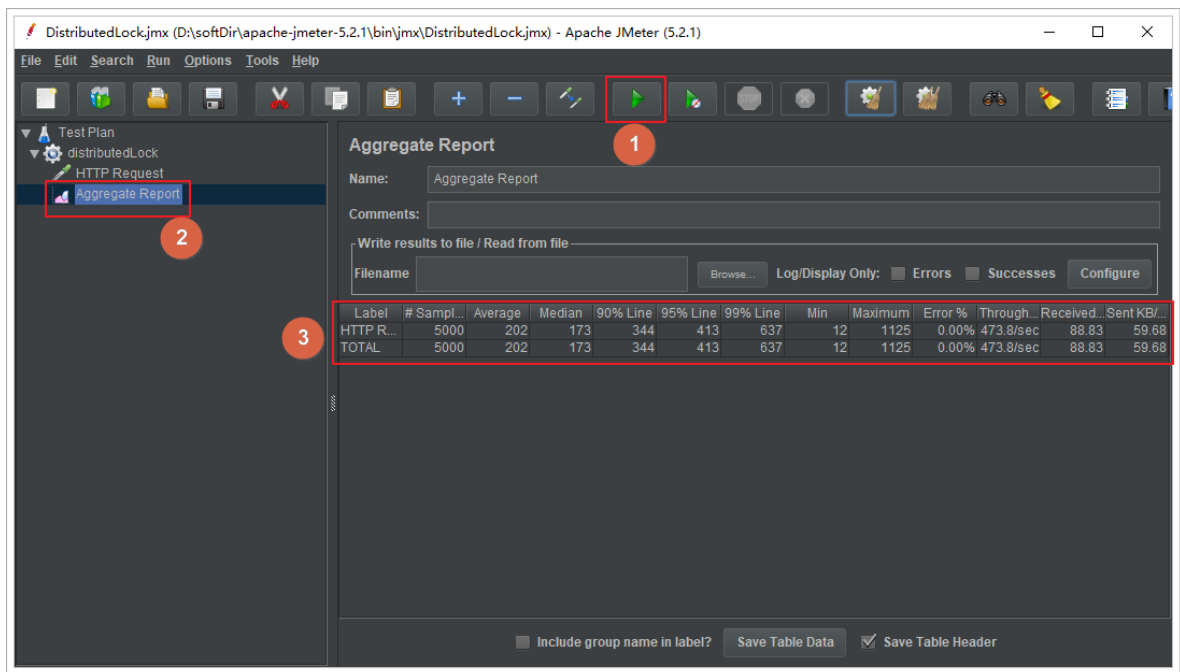 DistributedLock.jmx (D:\softDir\apache-jmeter-5.2.1\bin\jmx\DistributedLock.jmx) - Apache JMeter (5.2.1)
File Edit Search Run Options Tools Help
STOP
1
Test Plan
distributedLock
HTTP Request
Aggregate Report
2
Aggregate Report
Name: Aggregate Report
Comments:
Write results to file / Read from file
Filename Browse... Log/Display Only: Errors Successes Configure
3
Label # Sampl... Average Median 90% Line 95% Line 99% Line Min Maximum Error % Through... Received... Sent KB/...
HTTP R... 5000 202 173 344 413 637 12 1125 0.00% 473.8/sec 88.83 59.68
TOTAL 5000 202 173 344 413 637 12 1125 0.00% 473.8/sec 88.83 59.68
Include group name in label? Save Table Data Save Table Header